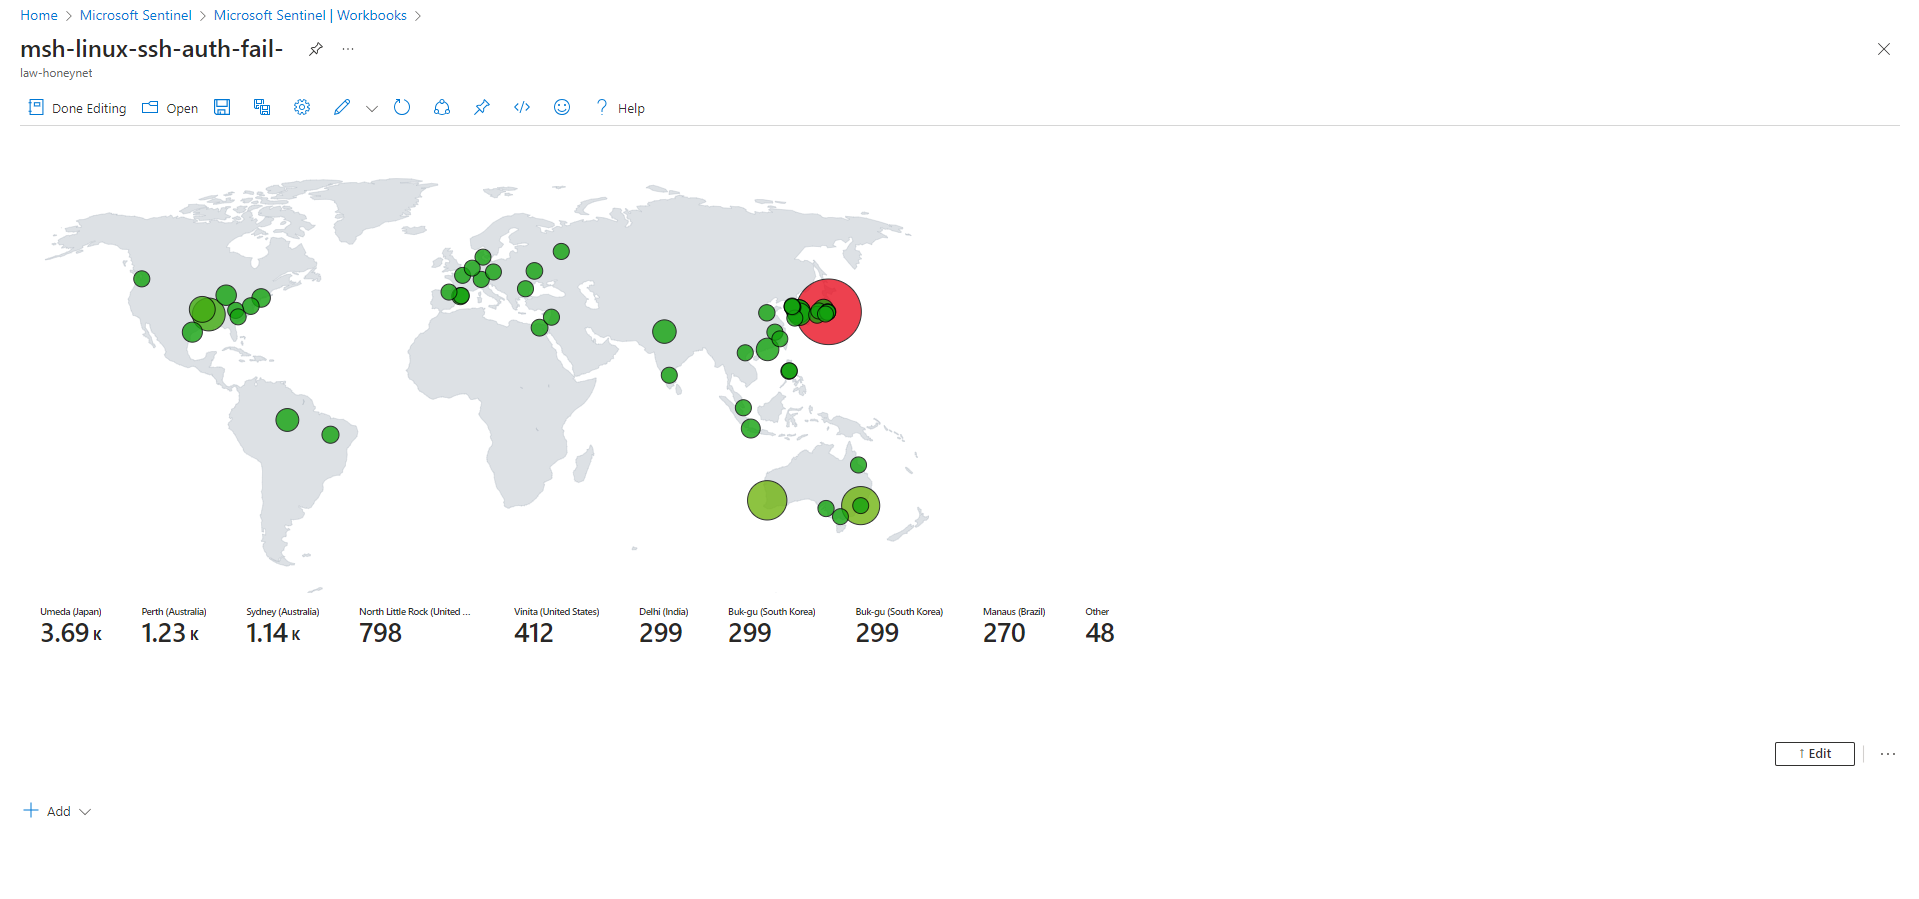 Home > Microsoft Sentinel > Microsoft Sentinel | Workbooks >
msh-linux-ssh-auth-fail- ···
law-honeynet
Done Editing Open </> ? Help
Umeda (Japan) Perth (Australia) Sydney (Australia) North Little Rock (United ... Vinita (United States) Delhi (India) Buk-gu (South Korea) Buk-gu (South Korea) Manaus (Brazil) Other
3.69 K 1.23 K 1.14 K 798 412 299 299 299 270 48
↑ Edit ···
+ Add